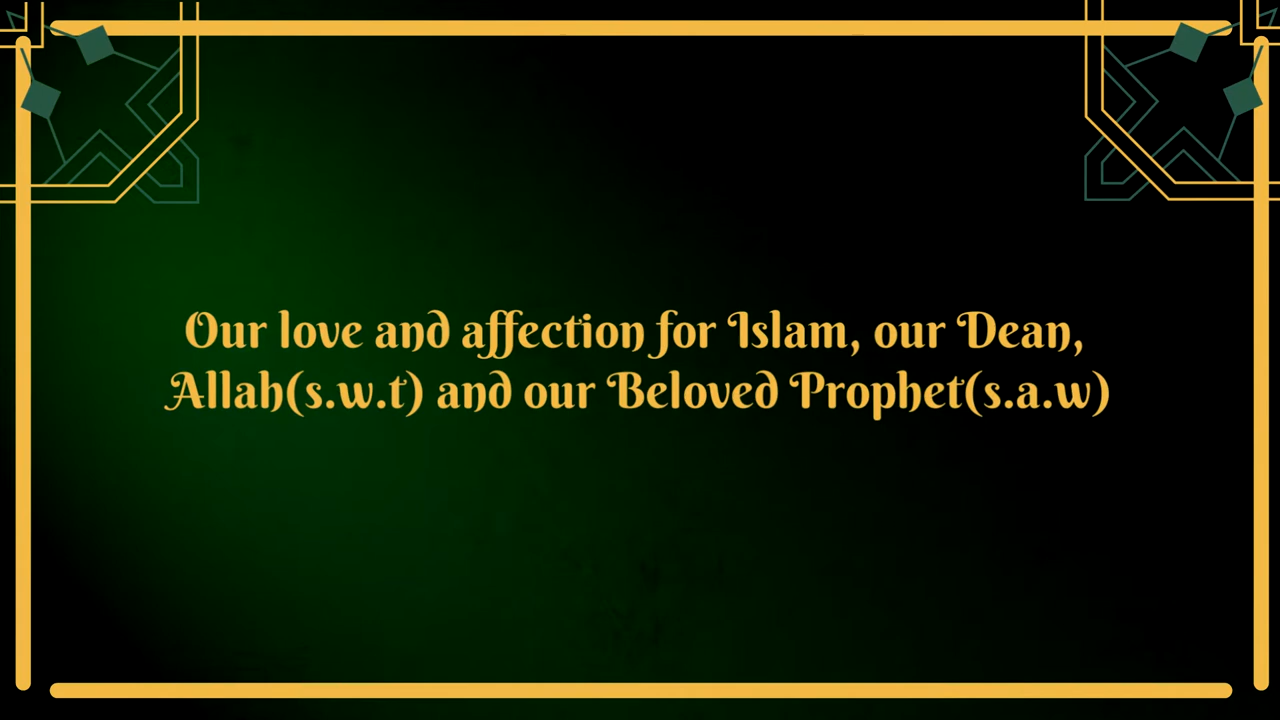 Our love and affection for Islam, our Dean,
Allah(s.w.t) and our Beloved Prophet(s.a.w)